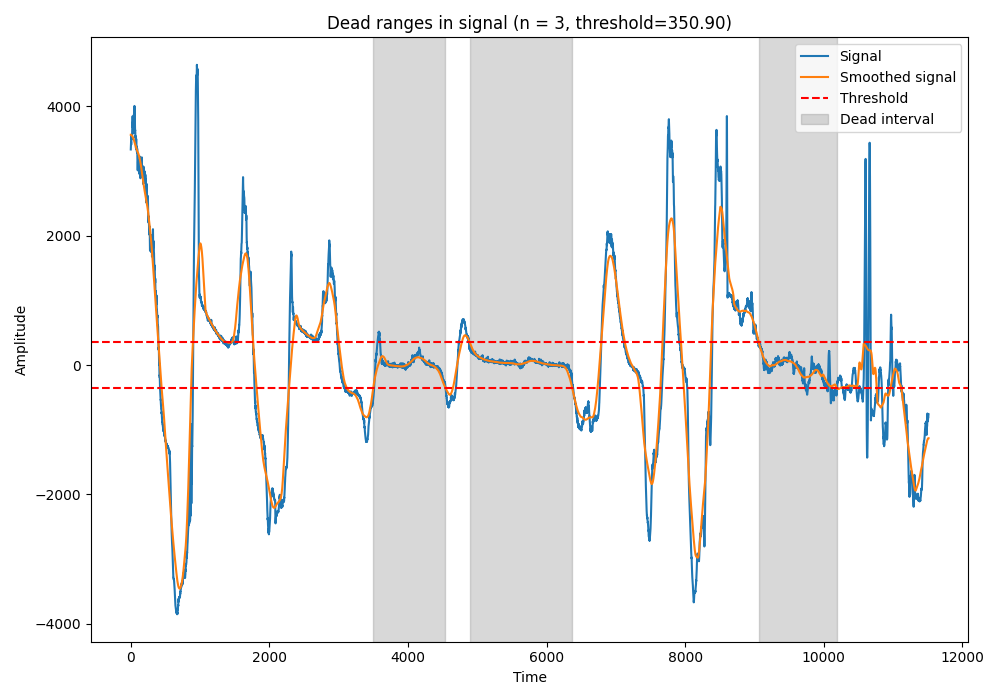 Dead ranges in signal (n = 3, threshold=350.90)
Signal
Smoothed signal
Threshold
Dead interval
Amplitude
4000
2000
0
−2000
−4000
0
2000
4000
6000
8000
10000
12000
Time